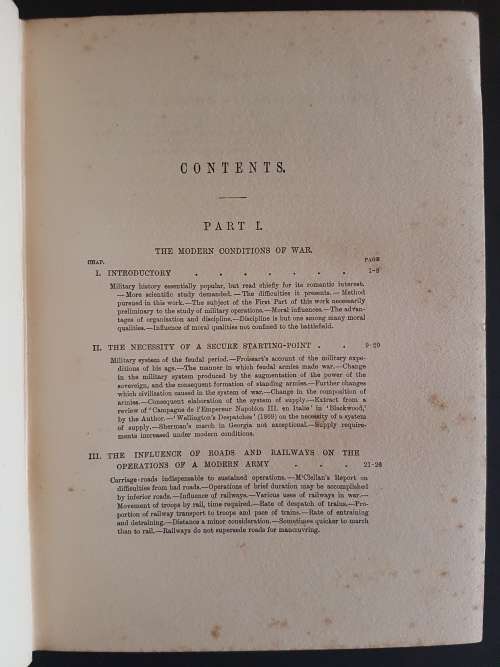 CONTENTS.
PART I.
THE MODERN CONDITIONS OF WAR.
CHAP. PAGE
I. INTRODUCTORY . . . . . . . 1-8
Military history essentially popular, but read chiefly for its romantic interest.
—More scientific study demanded.—The difficulties it presents.—Method
pursued in this work.—The subject of the First Part of this work necessarily
preliminary to the study of military operations.—Moral influences.—The advan-
tages of organisation and discipline.—Discipline is but one among many moral
qualities.—Influence of moral qualities not confined to the battlefield.
II. THE NECESSITY OF A SECURE STARTING-POINT . . 9-20
Military system of the feudal period.—Froissart's account of the military expe-
ditions of his age.—The manner in which feudal armies made war.—Change
in the military system produced by the augmentation of the power of the
sovereign, and the consequent formation of standing armies.—Further changes
which civilisation caused in the system of war.—Change in the composition of
armies.—Consequent elaboration of the system of supply.—Extract from a
review of 'Campagne de l'Empereur Napoléon III. en Italie' in 'Blackwood,'
by the Author.—'Wellington's Despatches' (1809) on the necessity of a system
of supply.—Sherman's march in Georgia not exceptional.—Supply require-
ments increased under modern conditions.
III. THE INFLUENCE OF ROADS AND RAILWAYS ON THE
OPERATIONS OF A MODERN ARMY . . . 21-26
Carriage-roads indispensable to sustained operations.—M'Clellan's Report on
difficulties from bad roads.—Operations of brief duration may be accomplished
by inferior roads.—Influence of railways.—Various uses of railways in war.—
Movement of troops by rail, time required.—Rate of despatch of trains.—Pro-
portion of railway transport to troops and pace of trains.—Rate of entraining
and detraining.—Distance a minor consideration.—Sometimes quicker to march
than to rail.—Railways do not supersede roads for manœuvring.